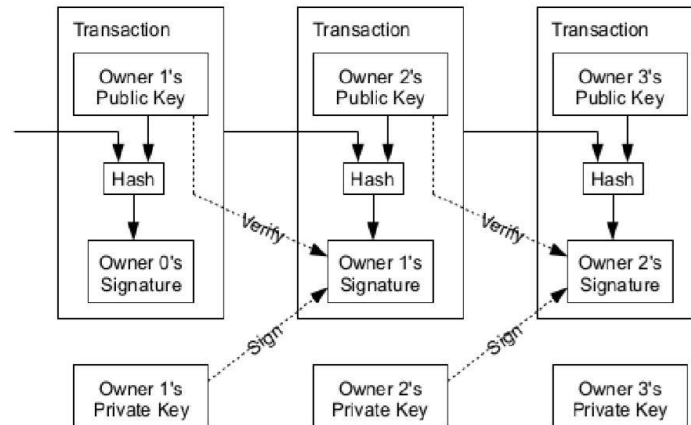 Transaction
Transaction
Transaction
Owner 1's
Public Key
Owner 2's
Public Key
Owner 3's
Public Key
Hash
Hash
Hash
Verify
Verify
Owner 0's
Signature
Owner 1's
Signature
Owner 2's
Signature
Sign
Sign
Owner 1's
Private Key
Owner 2's
Private Key
Owner 3's
Private Key